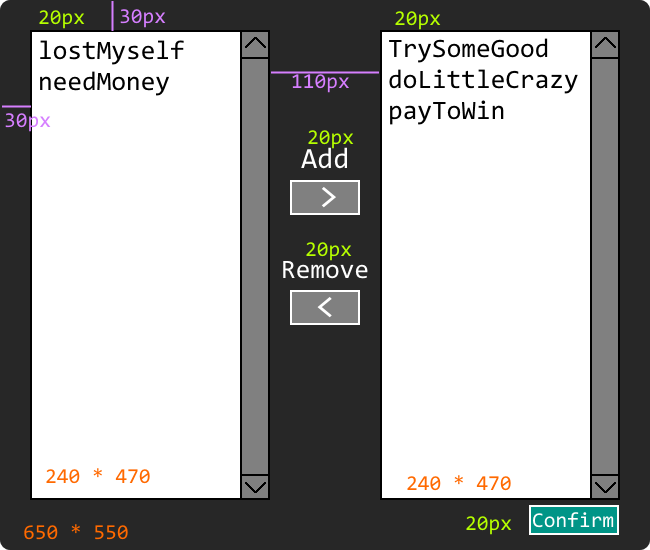 20px 30px
20px
lostMyself
needMoney
30px
TrySomeGood
doLittleCrazy
payToWin
110px
20px
Add
>
20px
Remove
<
240 * 470
240 * 470
650 * 550
20px
Confirm